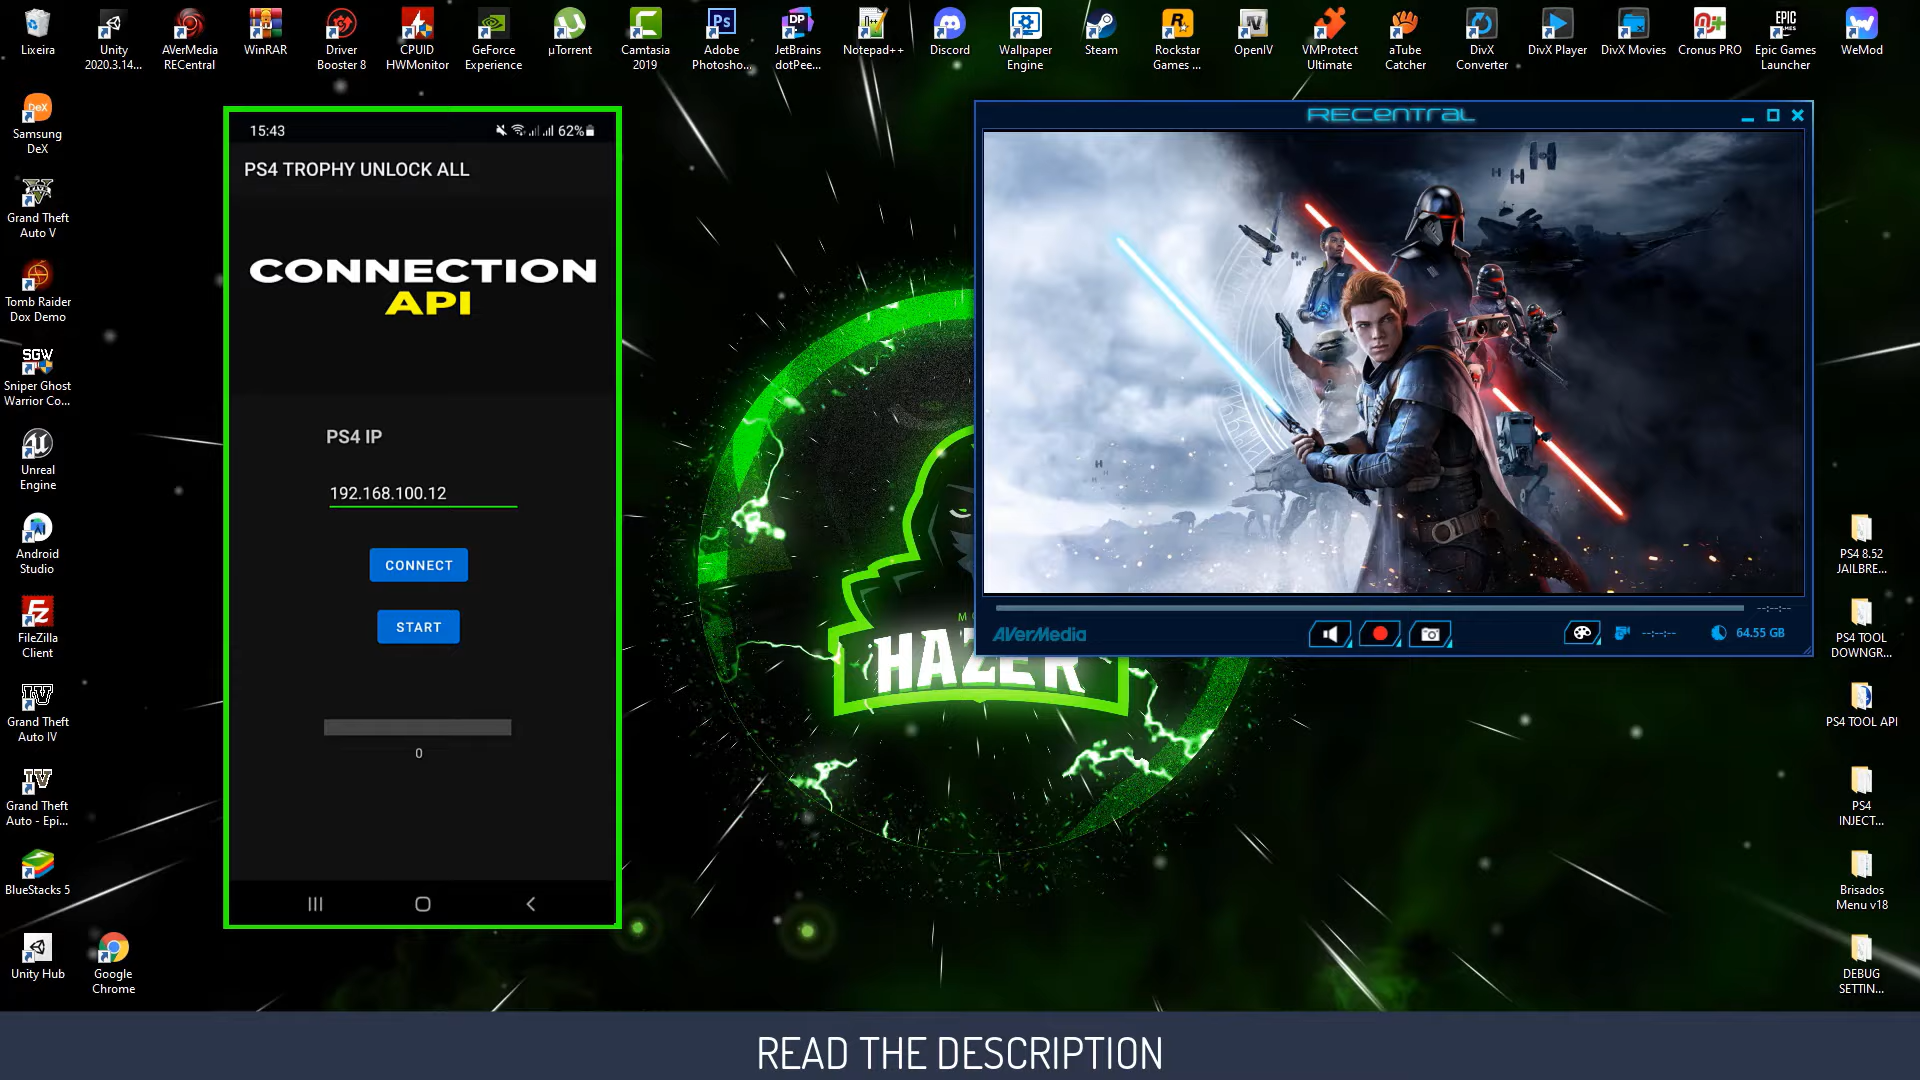 Lixeira
Unity
2020.3.14...
AVerMedia
RECentral
WinRAR
Driver
Booster 8
CPUID
HWMonitor
GeForce
Experience
µTorrent
Camtasia
2019
Adobe
Photosho...
JetBrains
dotPee...
Notepad++
Discord
Wallpaper
Engine
Steam
Rockstar
Games ...
OpenIV
VMProtect
Ultimate
aTube
Catcher
DivX
Converter
DivX Player
DivX Movies
Cronus PRO
Epic Games
Launcher
WeMod
Samsung
DeX
Grand Theft
Auto V
Tomb Raider
Dox Demo
Sniper Ghost
Warrior Co...
Unreal
Engine
Android
Studio
FileZilla
Client
Grand Theft
Auto IV
Grand Theft
Auto - Epi...
BlueStacks 5
Unity Hub
Google
Chrome
15:43
62%
PS4 TROPHY UNLOCK ALL
CONNECTION
API
PS4 IP
192.168.100.12
CONNECT
START
0
HAZER
RECentral
--:--:--
AVerMedia
--:--:--
64.55 GB
PS4 8.52
JAILBRE...
PS4 TOOL
DOWNGR...
PS4 TOOL API
PS4
INJECT...
Brisados
Menu v18
DEBUG
SETTIN...
READ THE DESCRIPTION